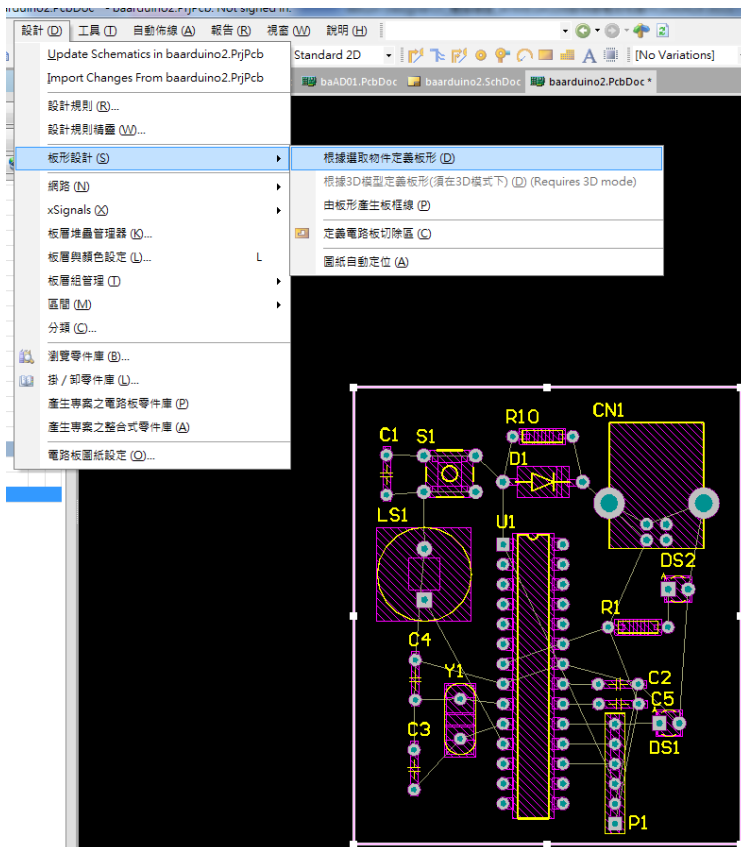 baarduino2.PcbDoc * - baarduino2.PrjPcb. Not signed in.
設計 (D) 工具 (T) 自動佈線 (A) 報告 (R) 視窗 (W) 說明 (H)
Standard 2D [No Variations]
baAD01.PcbDoc baarduino2.SchDoc baarduino2.PcbDoc *
Update Schematics in baarduino2.PrjPcb
Import Changes From baarduino2.PrjPcb
設計規則 (R)...
設計規則精靈 (W)...
板形設計 (S)
網路 (N)
xSignals (X)
板層堆疊管理器 (K)...
板層與顏色設定 (L)... L
板層組管理 (T)
區間 (M)
分類 (C)...
瀏覽零件庫 (B)...
掛 / 卸零件庫 (L)...
產生專案之電路板零件庫 (P)
產生專案之整合式零件庫 (A)
電路板圖紙設定 (O)...
根據選取物件定義板形 (D)
根據3D模型定義板形(須在3D模式下) (D) (Requires 3D mode)
由板形產生板框線 (P)
定義電路板切除區 (C)
圖紙自動定位 (A)
R10
CN1
C1
S1
D1
LS1
U1
DS2
R1
C4
Y1
C2
C5
C3
DS1
P1